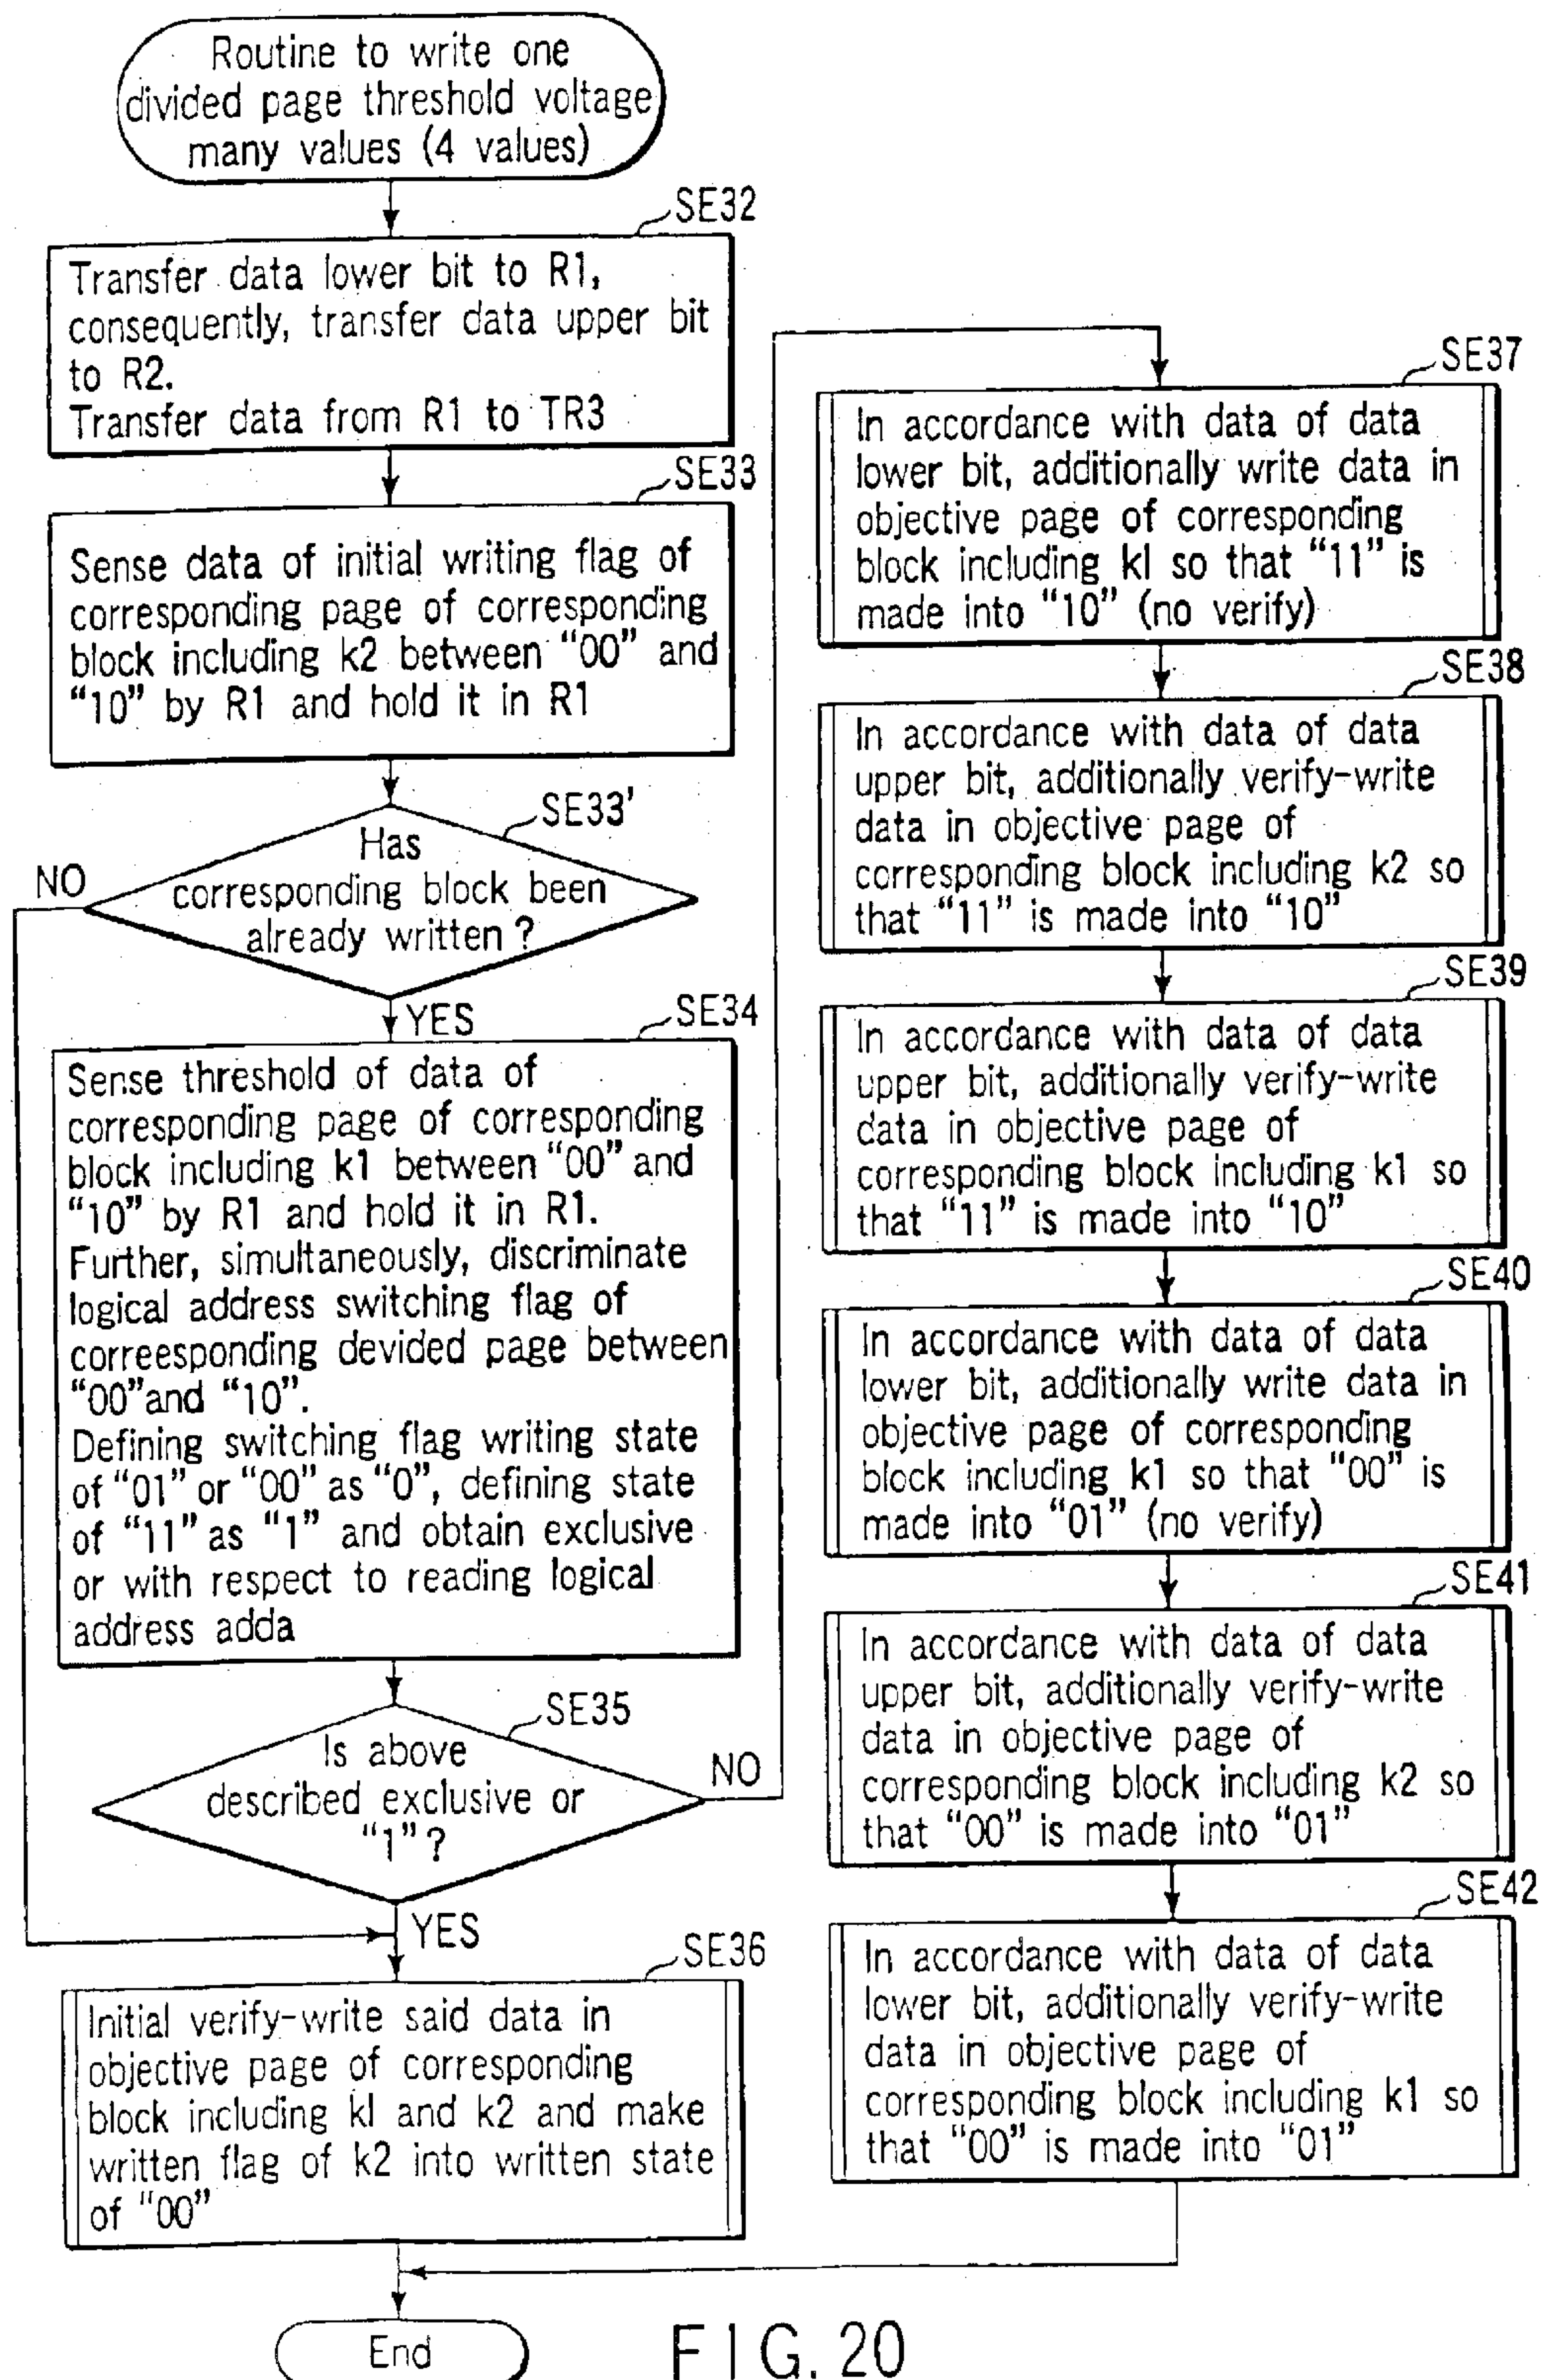 Routine to write one
divided page threshold voltage
many values (4 values)
SE32
Transfer data lower bit to R1,
consequently, transfer data upper bit
to R2.
Transfer data from R1 to TR3
SE33
Sense data of initial writing flag of
corresponding page of corresponding
block including k2 between "00" and
"10" by R1 and hold it in R1
SE33'
Has
corresponding block been
already written ?
NO
YES
SE34
Sense threshold of data of
corresponding page of corresponding
block including k1 between "00" and
"10" by R1 and hold it in R1.
Further, simultaneously, discriminate
logical address switching flag of
correesponding devided page between
"00"and "10".
Defining switching flag writing state
of "01" or "00" as "0", defining state
of "11" as "1" and obtain exclusive
or with respect to reading logical
address adda
SE35
Is above
described exclusive or
"1" ?
NO
YES
SE36
Initial verify-write said data in
objective page of corresponding
block including kl and k2 and make
written flag of k2 into written state
of "00"
SE37
In accordance with data of data
lower bit, additionally write data in
objective page of corresponding
block including kl so that "11" is
made into "10" (no verify)
SE38
In accordance with data of data
upper bit, additionally verify-write
data in objective page of
corresponding block including k2 so
that "11" is made into "10"
SE39
In accordance with data of data
upper bit, additionally verify-write
data in objective page of
corresponding block including k1 so
that "11" is made into "10"
SE40
In accordance with data of data
lower bit, additionally write data in
objective page of corresponding
block including k1 so that "00" is
made into "01" (no verify)
SE41
In accordance with data of data
upper bit, additionally verify-write
data in objective page of
corresponding block including k2 so
that "00" is made into "01"
SE42
In accordance with data of data
lower bit, additionally verify-write
data in objective page of
corresponding block including k1 so
that "00" is made into "01"
End
FIG. 20